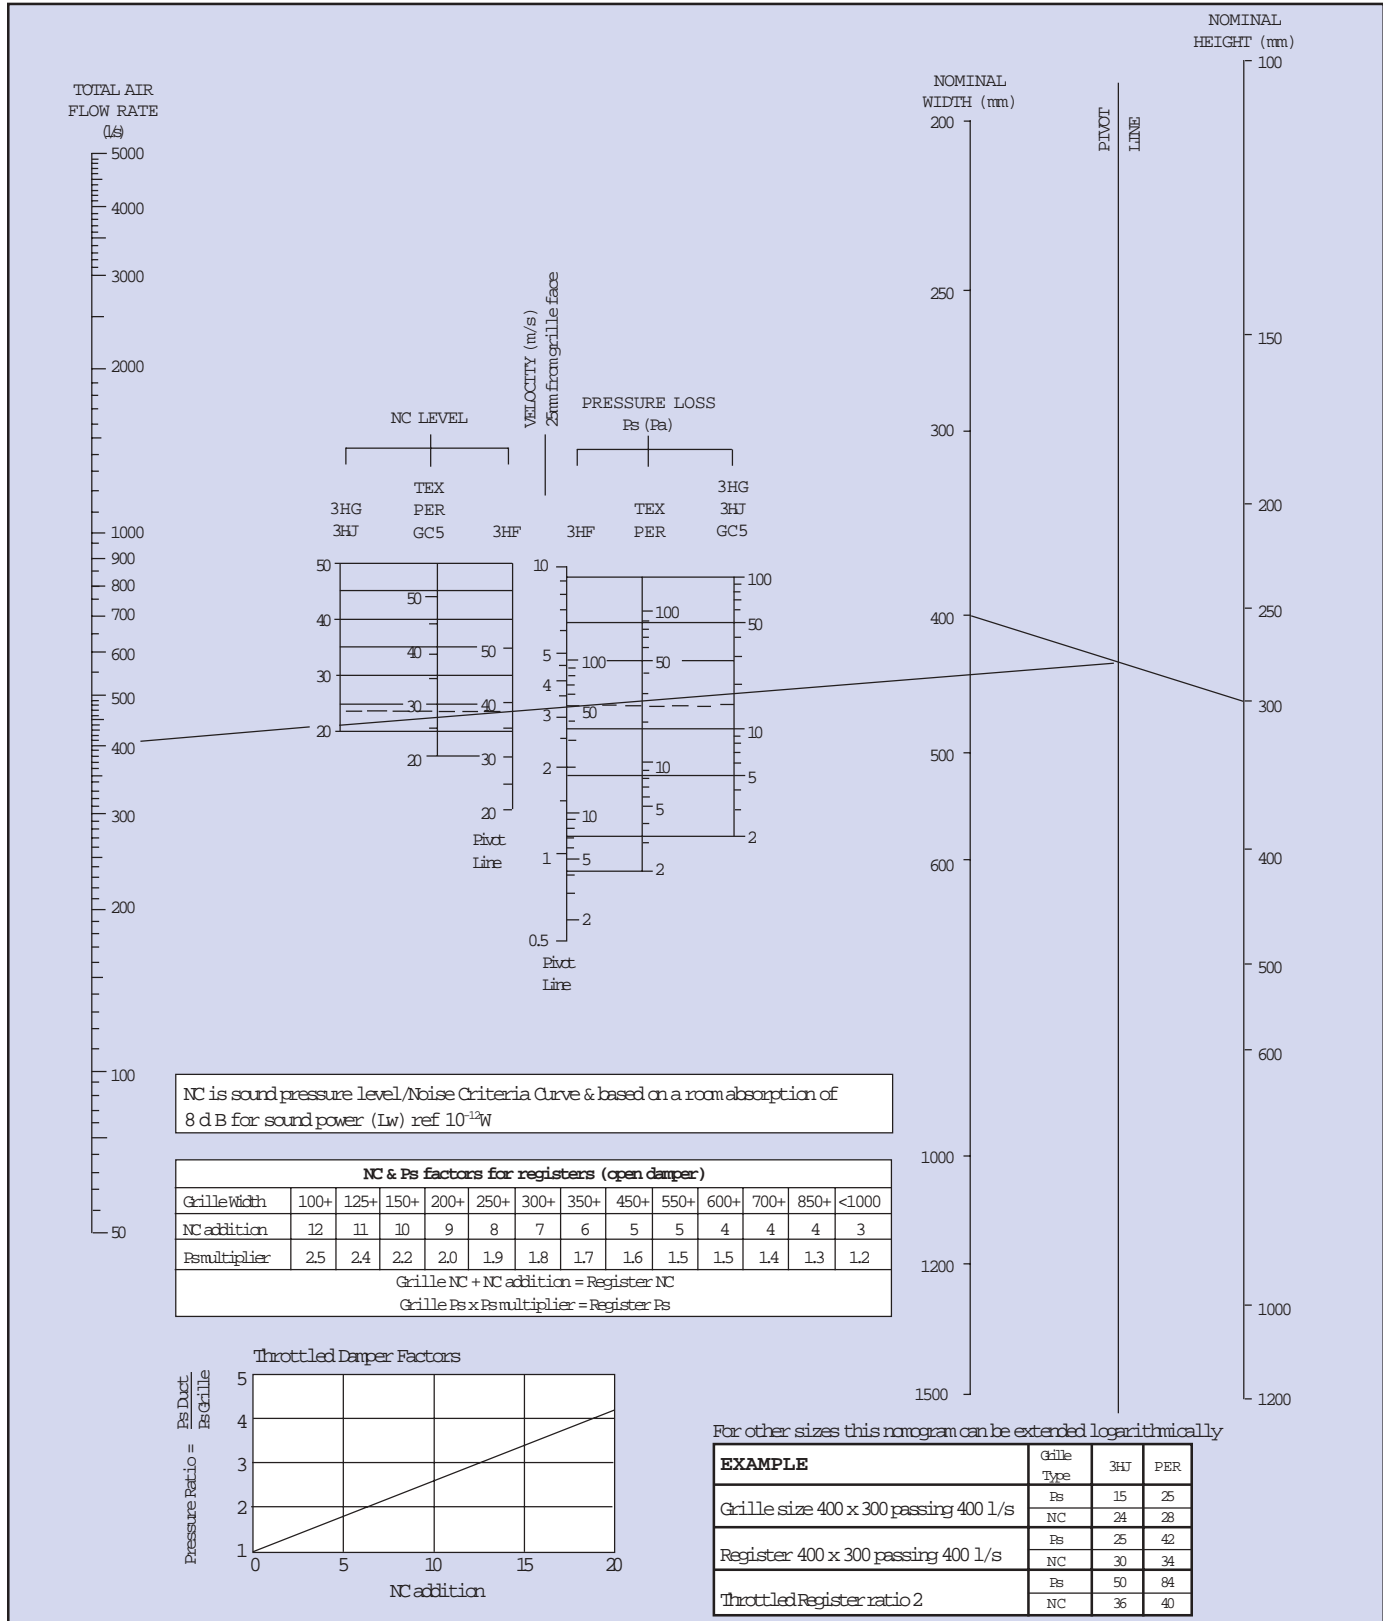 NOMINAL
HEIGHT (mm)
100
150
200
250
300
400
500
600
1000
1200
TOTAL AIR
FLOW RATE
(l/s)
5000
4000
3000
2000
1000
900
800
700
600
500
400
300
200
100
50
NOMINAL
WIDTH (mm)
200
250
300
400
500
600
1000
1200
1500
PIVOT
LINE
VELOCITY (m/s)
25mm from grille face
NC LEVEL
3HG
3HJ
TEX
PER
GC5
3HF
PRESSURE LOSS
Ps (Pa)
3HF
TEX
PER
3HG
3HJ
GC5
50
40
30
20
50
40
30
20
50
40
30
20
Pivot
Line
10
5
4
3
2
1
0.5
Pivot
Line
100
50
10
5
2
100
50
10
5
2
100
50
10
5
2
NC is sound pressure level/Noise Criteria Curve & based on a room absorption of
8 d B for sound power (Lw) ref 10⁻¹²W
NC & Ps factors for registers (open damper)
Grille Width 100+ 125+ 150+ 200+ 250+ 300+ 350+ 450+ 550+ 600+ 700+ 850+ <1000
NC addition 12 11 10 9 8 7 6 5 5 4 4 4 3
Ps multiplier 2.5 2.4 2.2 2.0 1.9 1.8 1.7 1.6 1.5 1.5 1.4 1.3 1.2
Grille NC + NC addition = Register NC
Grille Ps x Ps multiplier = Register Ps
Throttled Damper Factors
Pressure Ratio = Ps Duct
Ps Grille
5
4
3
2
1
0 5 10 15 20
NC addition
For other sizes this nomogram can be extended logarithmically
EXAMPLE Grille Type 3HJ PER
Grille size 400 x 300 passing 400 l/s Ps 15 25
NC 24 28
Register 400 x 300 passing 400 l/s Ps 25 42
NC 30 34
Throttled Register ratio 2 Ps 50 84
NC 36 40